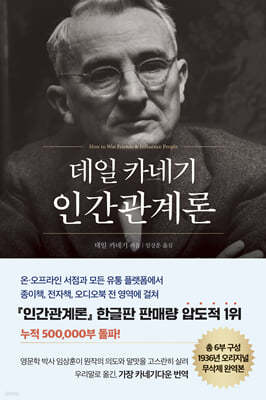 How to Win Friends & Influence People
데일 카네기
인간관계론
데일 카네기 지음 | 임상훈 옮김
온·오프라인 서점과 모든 유통 플랫폼에서
종이책, 전자책, 오디오북 전 영역에 걸쳐
『인간관계론』 한글판 판매량 압도적 1위
누적 500,000부 돌파!
영문학 박사 임상훈이 원작의 의도와 말맛을 고스란히 살려
우리말로 옮긴, 가장 카네기다운 번역
총 6부 구성
1936년 오리지널
무삭제 완역본